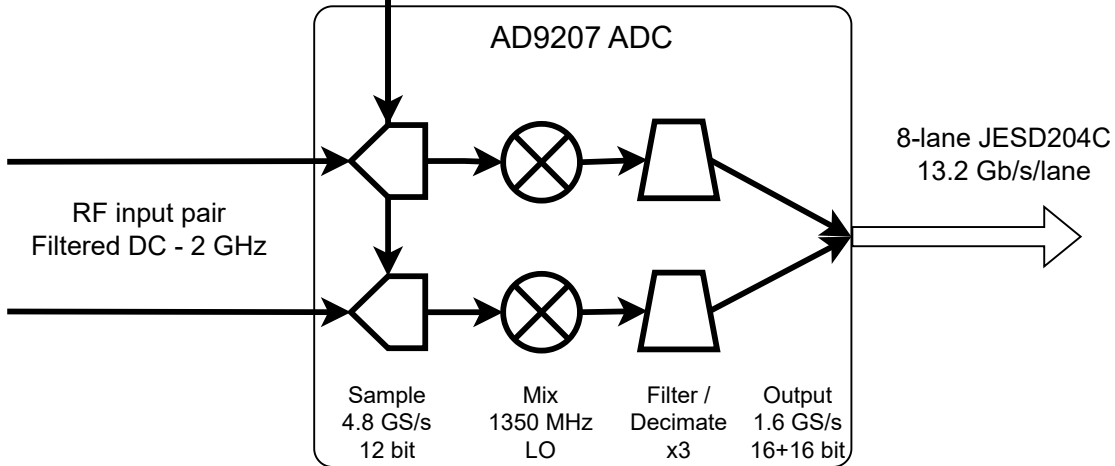 AD9207 ADC
8-lane JESD204C
13.2 Gb/s/lane
RF input pair
Filtered DC - 2 GHz
Sample
4.8 GS/s
12 bit
Mix
1350 MHz
LO
Filter /
Decimate
x3
Output
1.6 GS/s
16+16 bit